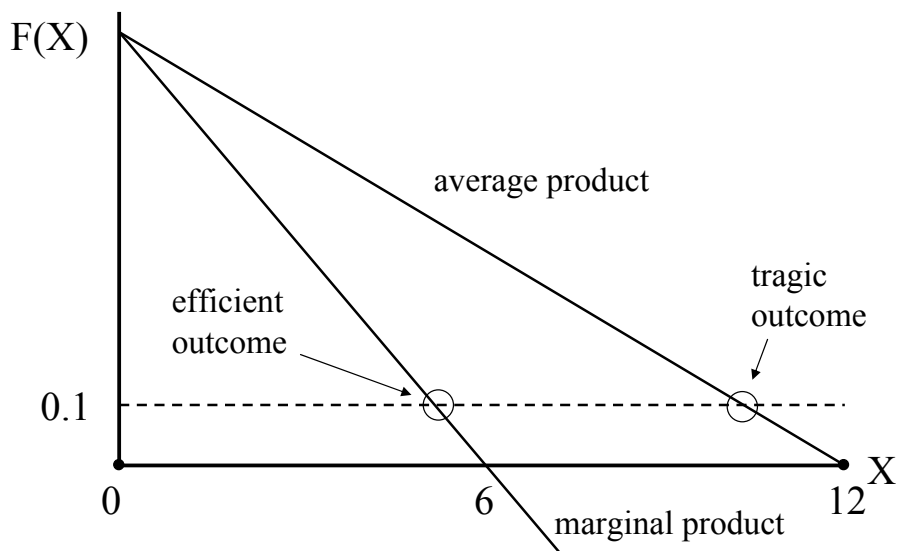 F(X)
average product
tragic
outcome
efficient
outcome
0.1
X
0
6
12
marginal product